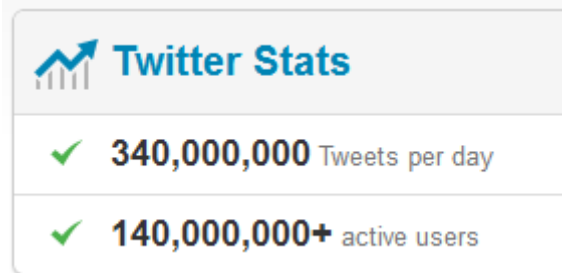 Twitter Stats
340,000,000 Tweets per day
140,000,000+ active users